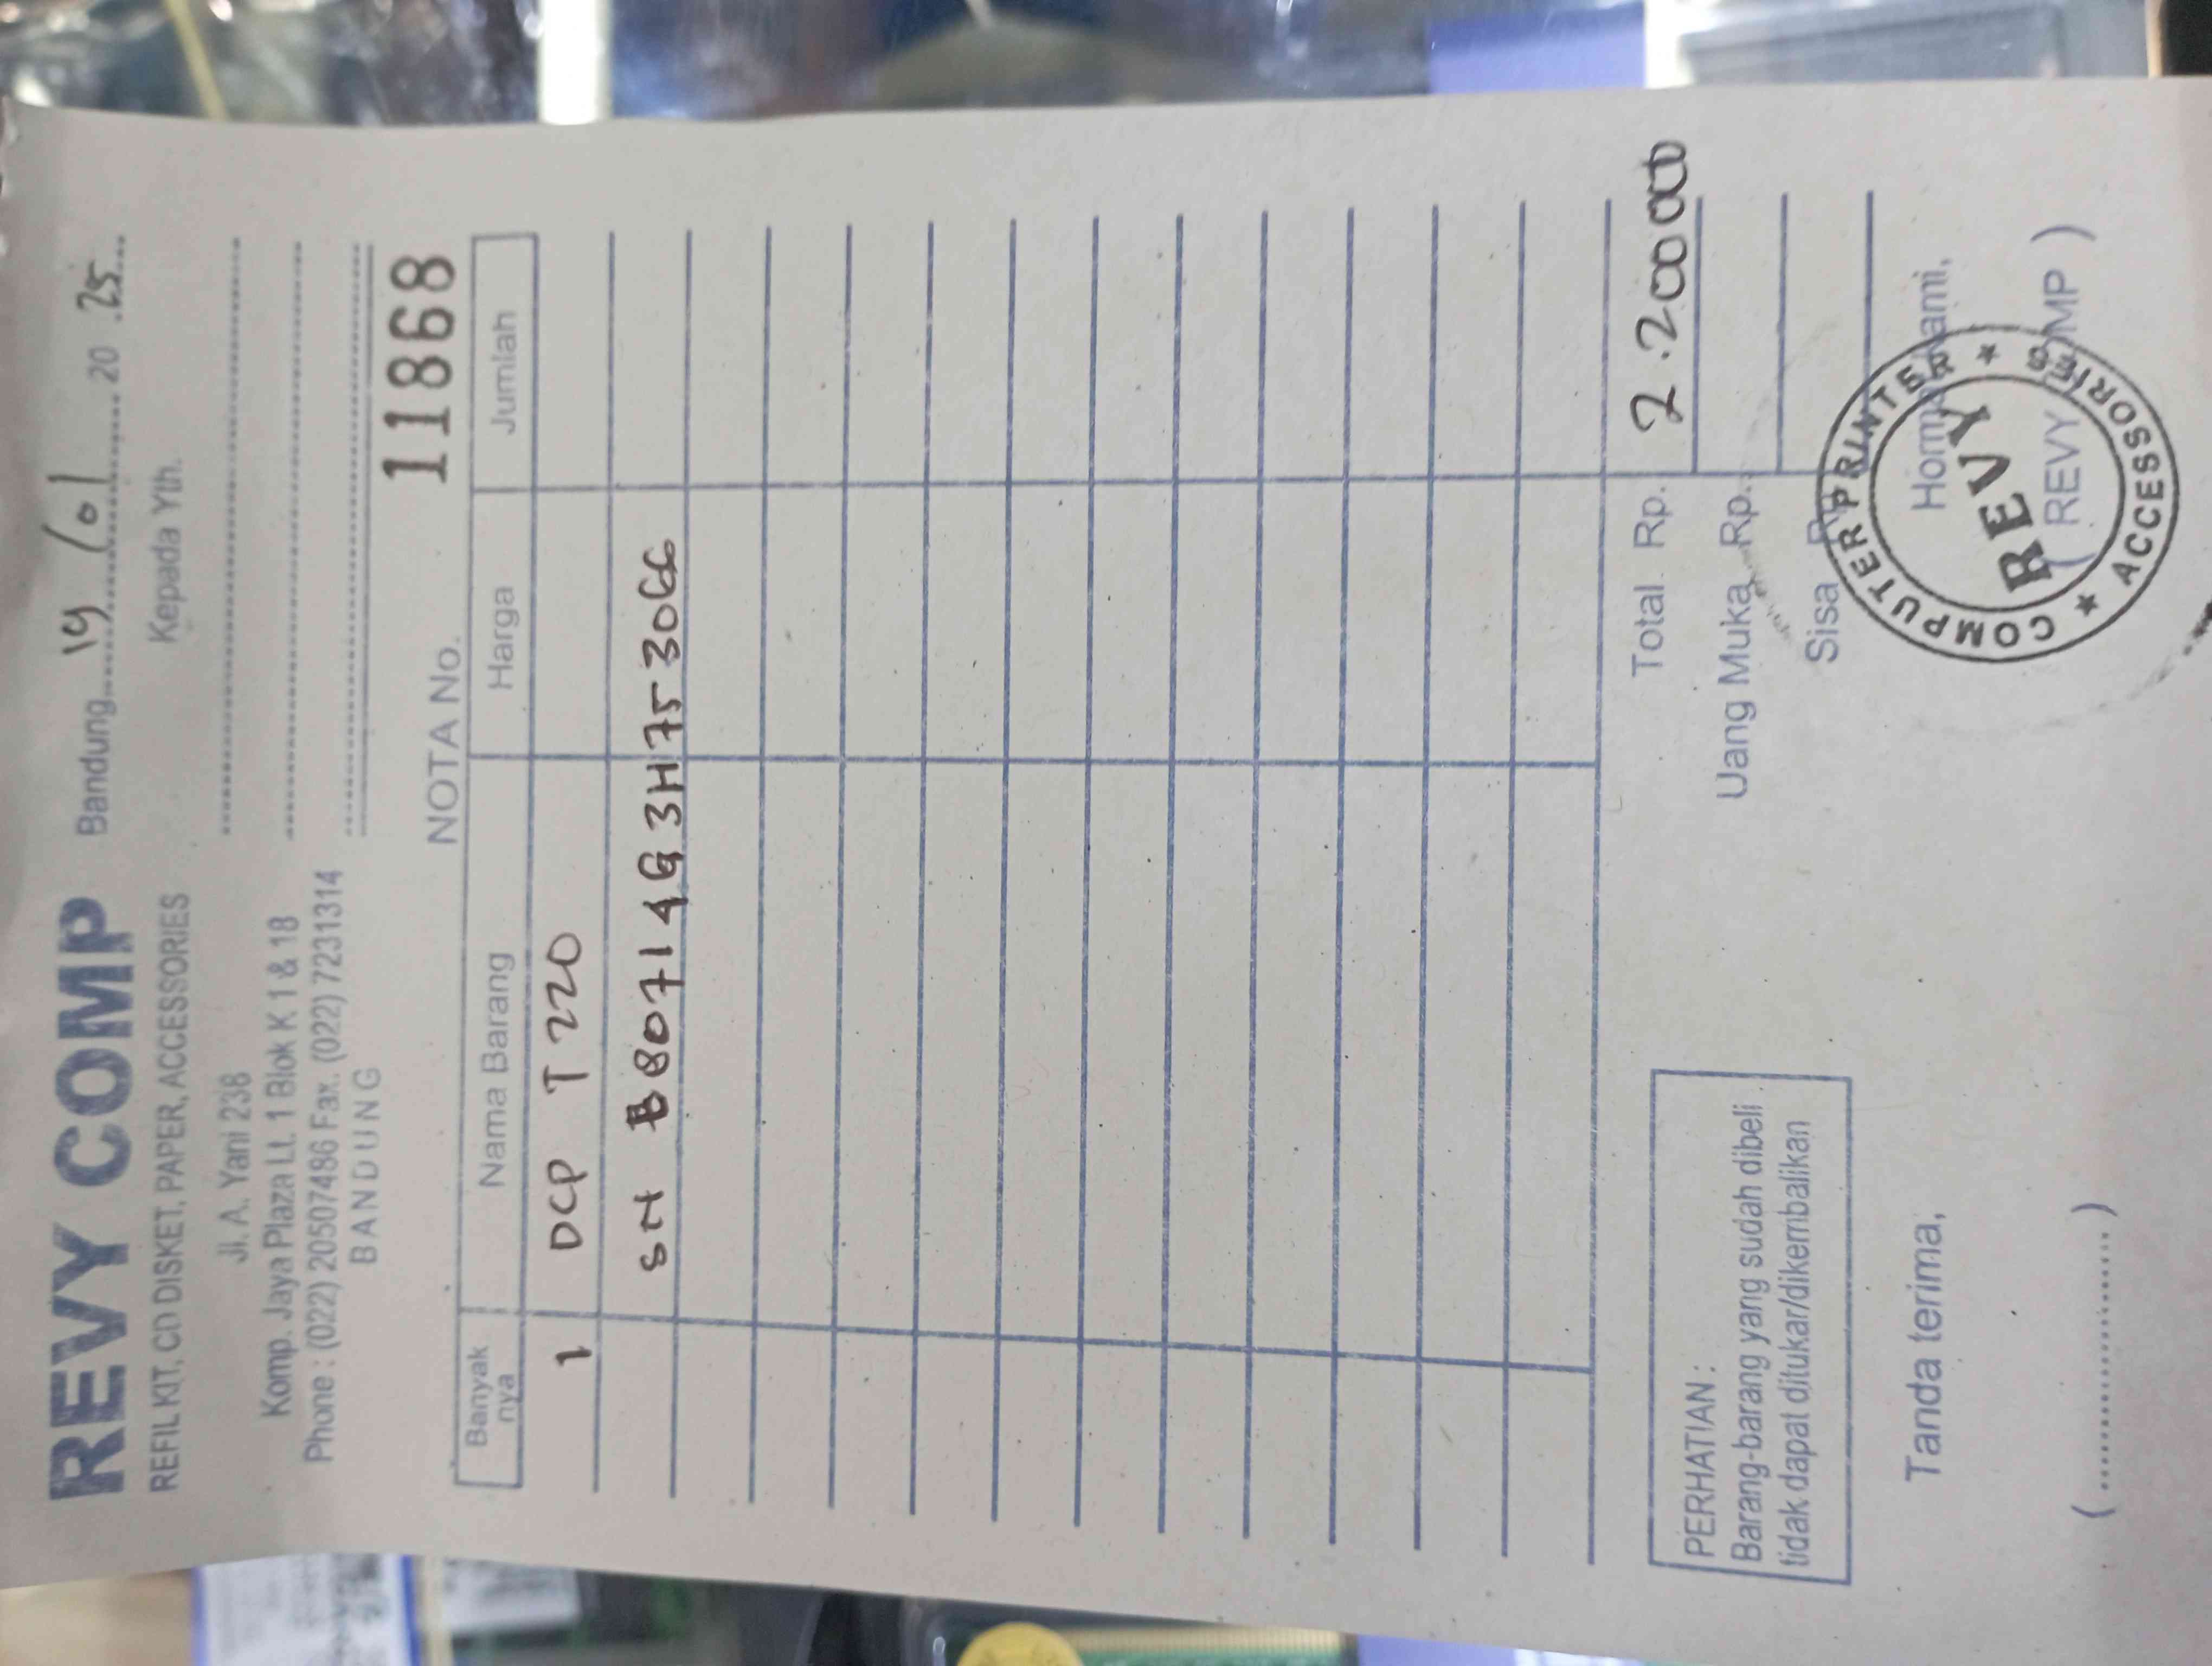 REVY COMP
REFIL KIT, CD DISKET, PAPER, ACCESSORIES
Jl. A. Yani 238
Komp. Jaya Plaza Lt. 1 Blok K 1 & 18
Phone : (022) 20507486 Fax. (022) 7231314
BANDUNG
Bandung, 14/01 20 25
Kepada Yth.
NOTA No. 11868
Banyak nya Nama Barang Harga Jumlah
1 DCP T220
SN B80714G3H753066
Total Rp. 2.200000
Uang Muka Rp.
Sisa Rp.
PERHATIAN :
Barang-barang yang sudah dibeli
tidak dapat ditukar/dikembalikan
Tanda terima,
Hormat kami,
( REVY COMP )
COMPUTER PRINTER
REVY
ACCESSORIES